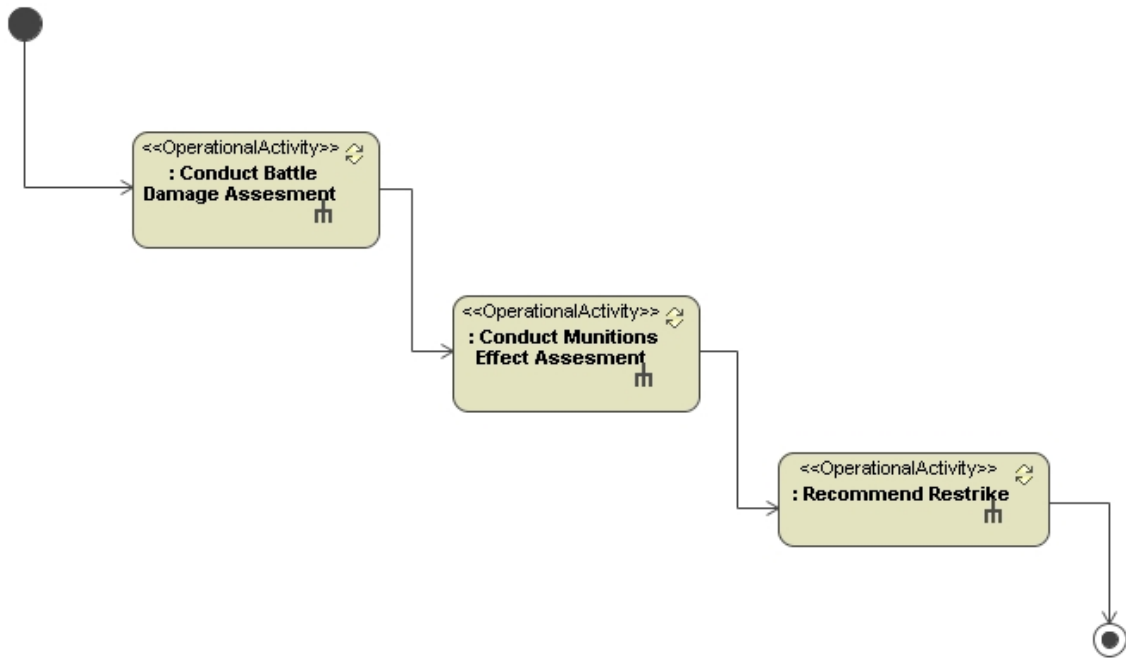 <<OperationalActivity>>
: Conduct Battle
Damage Assesment
<<OperationalActivity>>
: Conduct Munitions
Effect Assesment
<<OperationalActivity>>
: Recommend Restrike